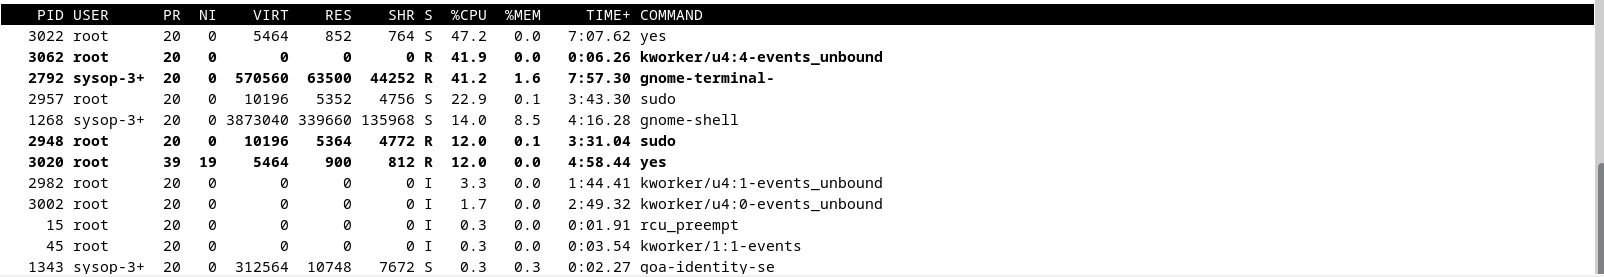 PID USER PR NI VIRT RES SHR S %CPU %MEM TIME+ COMMAND
3022 root 20 0 5464 852 764 S 47.2 0.0 7:07.62 yes
3062 root 20 0 0 0 0 R 41.9 0.0 0:06.26 kworker/u4:4-events_unbound
2792 sysop-3+ 20 0 570560 63500 44252 R 41.2 1.6 7:57.30 gnome-terminal-
2957 root 20 0 10196 5352 4756 S 22.9 0.1 3:43.30 sudo
1268 sysop-3+ 20 0 3873040 339660 135968 S 14.0 8.5 4:16.28 gnome-shell
2948 root 20 0 10196 5364 4772 R 12.0 0.1 3:31.04 sudo
3020 root 39 19 5464 900 812 R 12.0 0.0 4:58.44 yes
2982 root 20 0 0 0 0 I 3.3 0.0 1:44.41 kworker/u4:1-events_unbound
3002 root 20 0 0 0 0 I 1.7 0.0 2:49.32 kworker/u4:0-events_unbound
15 root 20 0 0 0 0 I 0.3 0.0 0:01.91 rcu_preempt
45 root 20 0 0 0 0 I 0.3 0.0 0:03.54 kworker/1:1-events
1343 sysop-3+ 20 0 312564 10748 7672 S 0.3 0.3 0:02.27 goa-identity-se